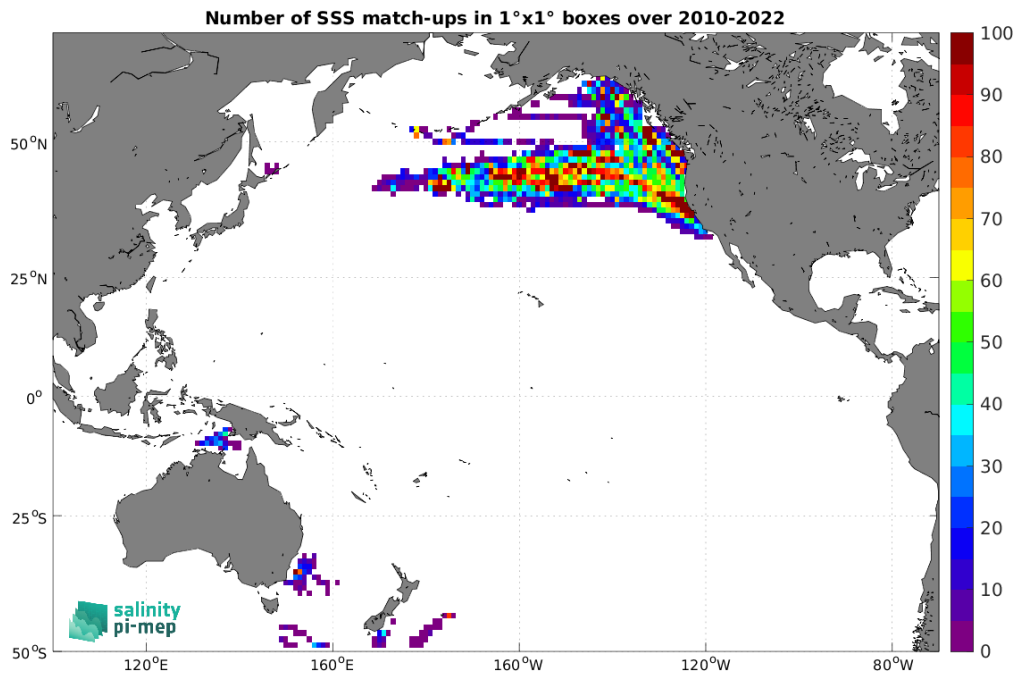 Number of SSS match-ups in 1°x1° boxes over 2010-2022
100
90
80
70
60
50
40
30
20
10
0
50°N
25°N
0°
25°S
50°S
120°E
160°E
160°W
120°W
80°W
salinity
pi-mep